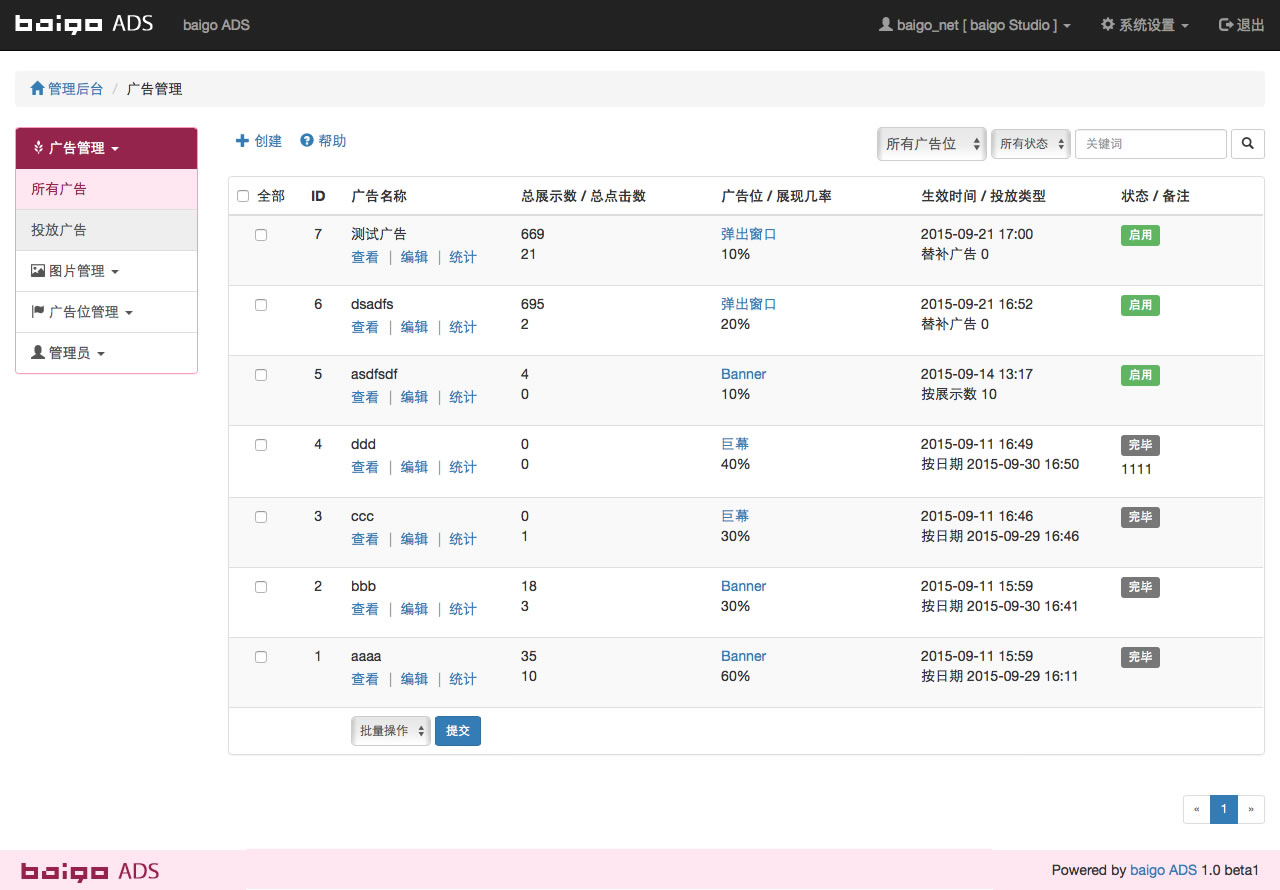 baigo ADS baigo ADS baigo_net [ baigo Studio ] 系统设置 退出
管理后台 / 广告管理
广告管理
所有广告
投放广告
图片管理
广告位管理
管理员
创建 帮助 所有广告位 所有状态 关键词
全部 ID 广告名称 总展示数 / 总点击数 广告位 / 展现几率 生效时间 / 投放类型 状态 / 备注
7 测试广告 669 弹出窗口 2015-09-21 17:00 启用
查看 | 编辑 | 统计 21 10% 替补广告 0
6 dsadfs 695 弹出窗口 2015-09-21 16:52 启用
查看 | 编辑 | 统计 2 20% 替补广告 0
5 asdfsdf 4 Banner 2015-09-14 13:17 启用
查看 | 编辑 | 统计 0 10% 按展示数 10
4 ddd 0 巨幕 2015-09-11 16:49 完毕
查看 | 编辑 | 统计 0 40% 按日期 2015-09-30 16:50 1111
3 ccc 0 巨幕 2015-09-11 16:46 完毕
查看 | 编辑 | 统计 1 30% 按日期 2015-09-29 16:46
2 bbb 18 Banner 2015-09-11 15:59 完毕
查看 | 编辑 | 统计 3 30% 按日期 2015-09-30 16:41
1 aaaa 35 Banner 2015-09-11 15:59 完毕
查看 | 编辑 | 统计 10 60% 按日期 2015-09-29 16:11
批量操作 提交
« 1 »
baigo ADS Powered by baigo ADS 1.0 beta1